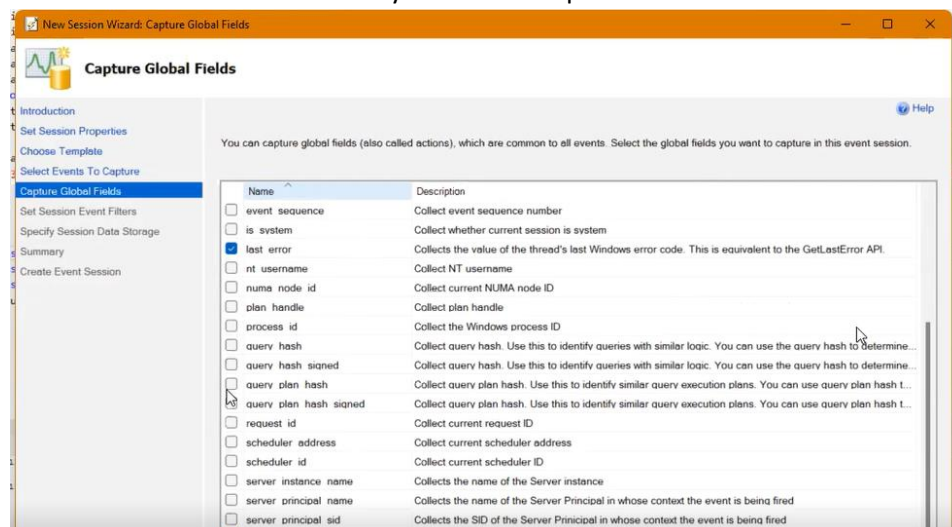 New Session Wizard: Capture Global Fields
Capture Global Fields
Introduction
Set Session Properties
Choose Template
Select Events To Capture
Capture Global Fields
Set Session Event Filters
Specify Session Data Storage
Summary
Create Event Session
Help
You can capture global fields (also called actions), which are common to all events. Select the global fields you want to capture in this event session.
Name Description
event sequence Collect event sequence number
is system Collect whether current session is system
last error Collects the value of the thread's last Windows error code. This is equivalent to the GetLastError API.
nt username Collect NT username
numa node id Collect current NUMA node ID
plan handle Collect plan handle
process id Collect the Windows process ID
query hash Collect query hash. Use this to identify queries with similar logic. You can use the query hash to determine...
query hash signed Collect query hash. Use this to identify queries with similar logic. You can use the query hash to determine...
query plan hash Collect query plan hash. Use this to identify similar query execution plans. You can use query plan hash t...
query plan hash signed Collect query plan hash. Use this to identify similar query execution plans. You can use query plan hash t...
request id Collect current request ID
scheduler address Collect current scheduler address
scheduler id Collect current scheduler ID
server instance name Collects the name of the Server instance
server principal name Collects the name of the Server Principal in whose context the event is being fired
server principal sid Collects the SID of the Server Prinicipal in whose context the event is being fired